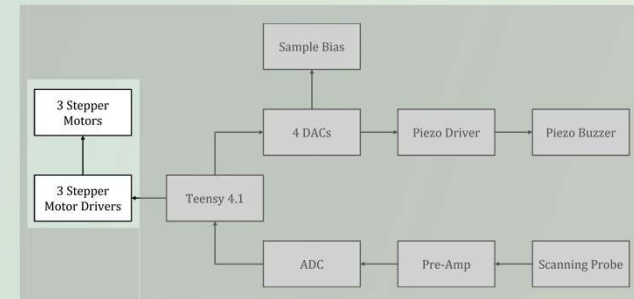 Sample Bias
3 Stepper
Motors
4 DACs
Piezo Driver
Piezo Buzzer
3 Stepper
Motor Drivers
Teensy 4.1
ADC
Pre-Amp
Scanning Probe